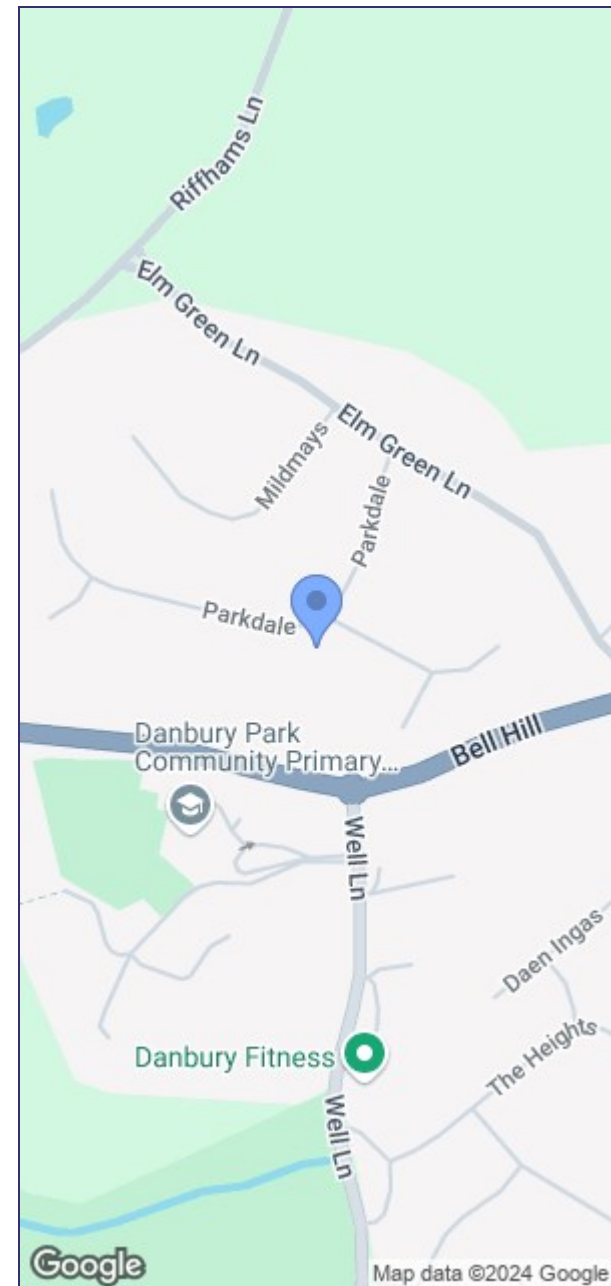 Riffhams Ln
Elm Green Ln
Elm Green Ln
Mildmays
Parkdale
Parkdale
Bell Hill
Danbury Park
Community Primary...
Well Ln
Daen Ingas
Danbury Fitness
The Heights
Well Ln
Google
Map data ©2024 Google